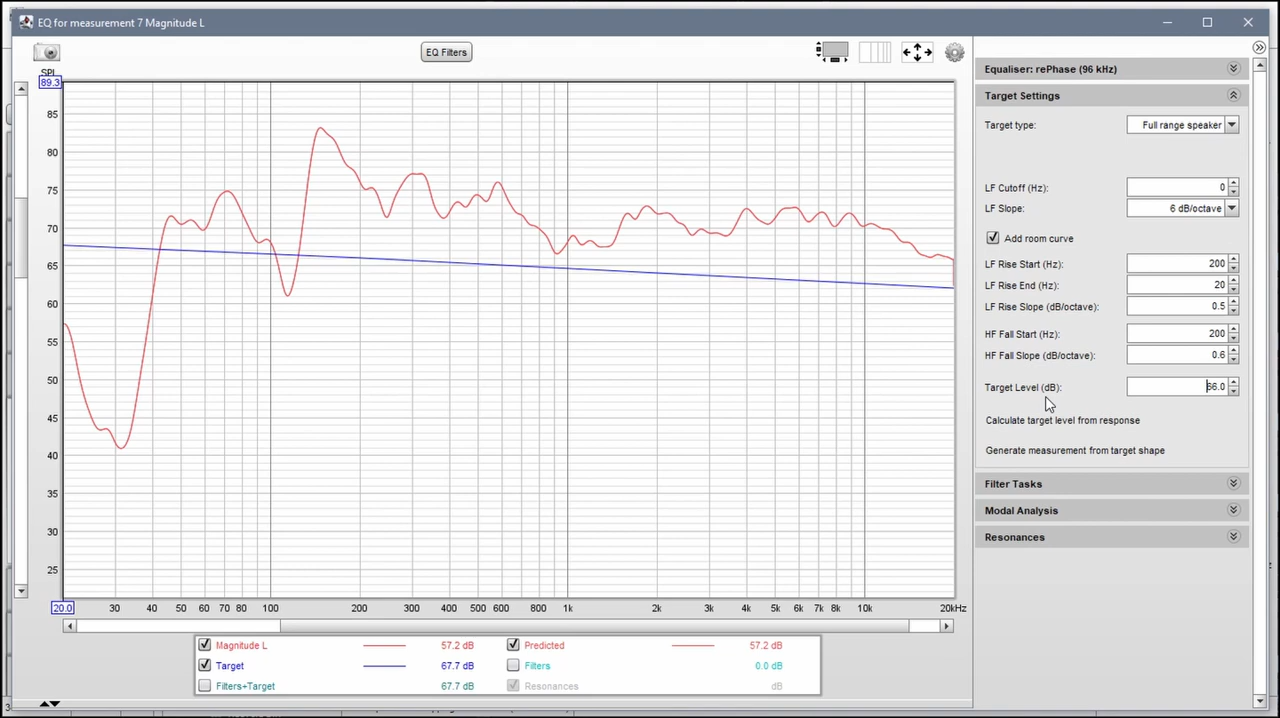 EQ for measurement 7 Magnitude L
EQ Filters
SPL
89.3
85
80
75
70
65
60
55
50
45
40
35
30
25
20.0 30 40 50 60 70 80 100 200 300 400 500 600 800 1k 2k 3k 4k 5k 6k 7k 8k 10k 20kHz
Magnitude L 57.2 dB Predicted 57.2 dB
Target 67.7 dB Filters 0.0 dB
Filters+Target 67.7 dB Resonances dB
Equaliser: rePhase (96 kHz)
Target Settings
Target type: Full range speaker
LF Cutoff (Hz): 0
LF Slope: 6 dB/octave
Add room curve
LF Rise Start (Hz): 200
LF Rise End (Hz): 20
LF Rise Slope (dB/octave): 0.5
HF Fall Start (Hz): 200
HF Fall Slope (dB/octave): 0.6
Target Level (dB): 66.0
Calculate target level from response
Generate measurement from target shape
Filter Tasks
Modal Analysis
Resonances